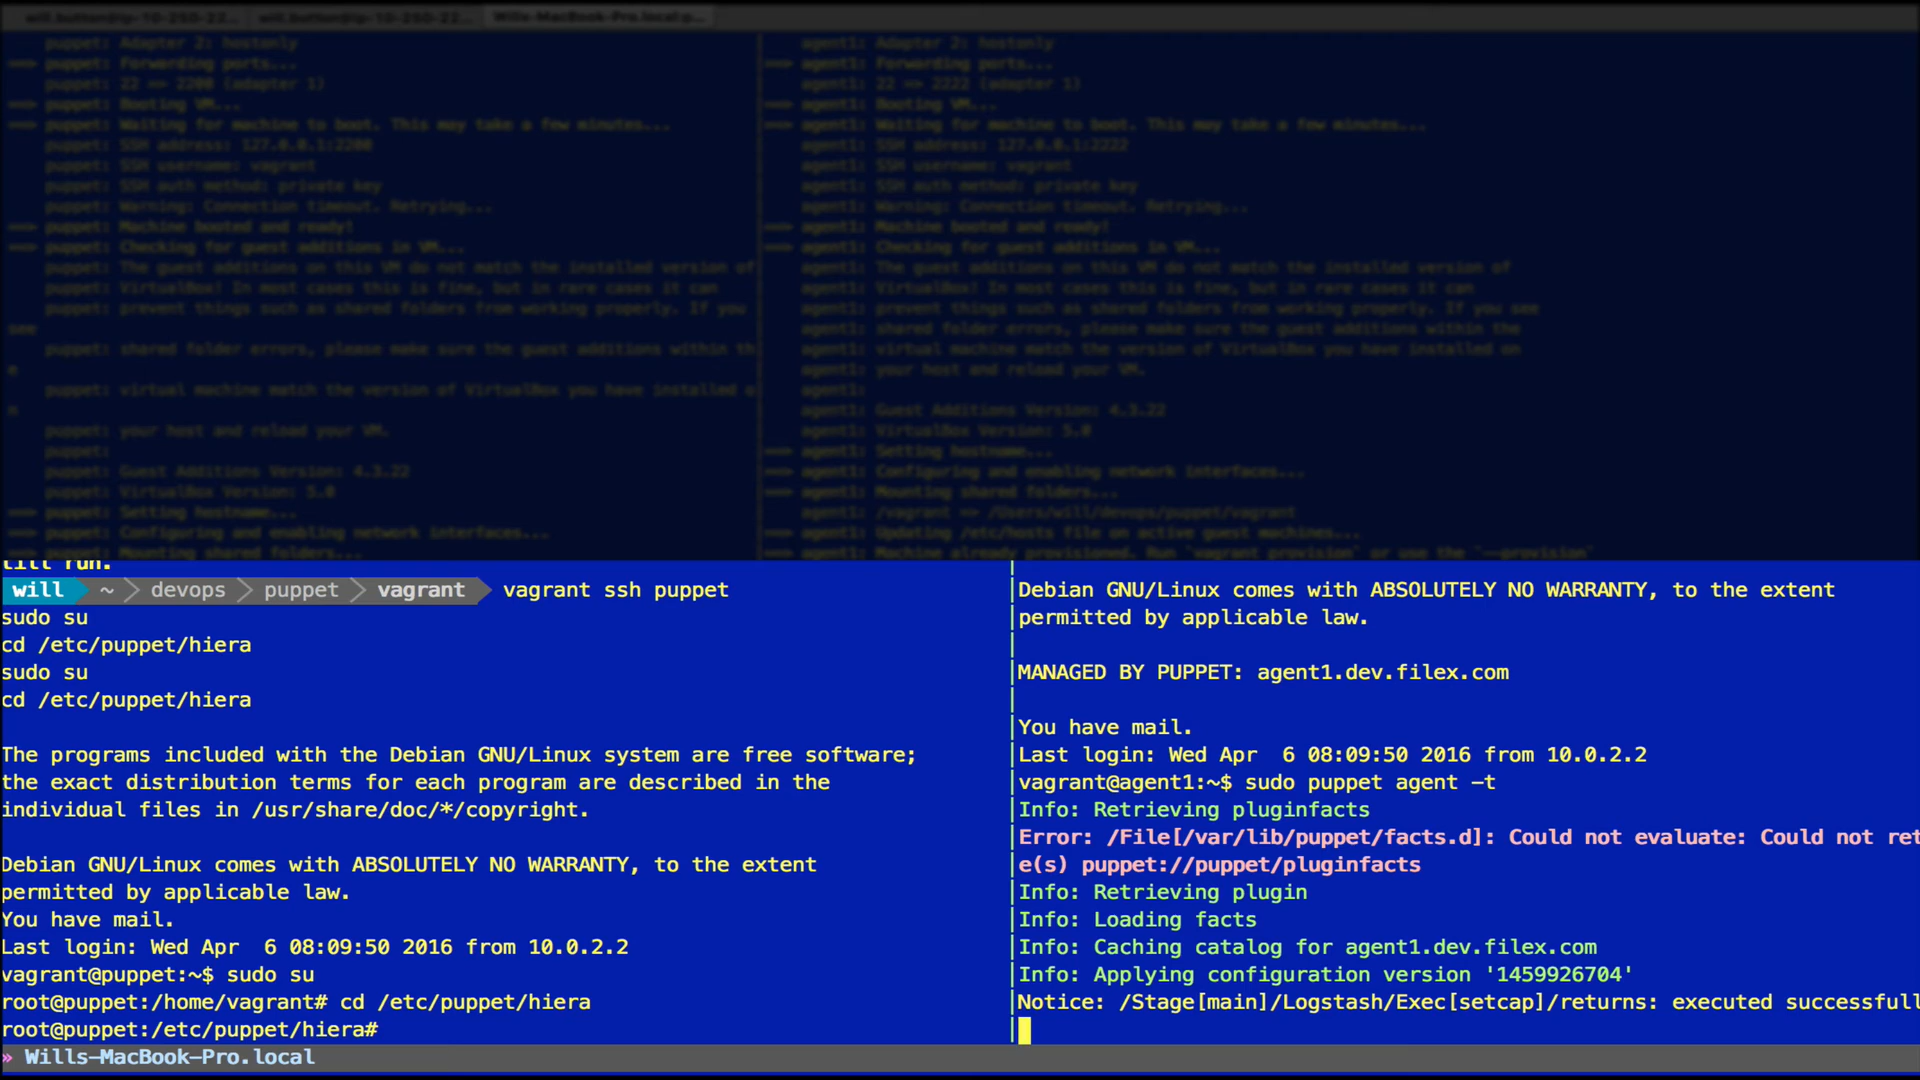 will.button@ip-10-250-22... will.button@ip-10-250-22... Wills-MacBook-Pro.local:p...
puppet: Adapter 2: hostonly
==> puppet: Forwarding ports...
puppet: 22 => 2200 (adapter 1)
==> puppet: Booting VM...
==> puppet: Waiting for machine to boot. This may take a few minutes...
puppet: SSH address: 127.0.0.1:2200
puppet: SSH username: vagrant
puppet: SSH auth method: private key
puppet: Warning: Connection timeout. Retrying...
==> puppet: Machine booted and ready!
==> puppet: Checking for guest additions in VM...
puppet: The guest additions on this VM do not match the installed version of
puppet: VirtualBox! In most cases this is fine, but in rare cases it can
puppet: prevent things such as shared folders from working properly. If you
see
puppet: shared folder errors, please make sure the guest additions within th
e
puppet: virtual machine match the version of VirtualBox you have installed o
n
puppet: your host and reload your VM.
puppet:
puppet: Guest Additions Version: 4.3.22
puppet: VirtualBox Version: 5.0
==> puppet: Setting hostname...
==> puppet: Configuring and enabling network interfaces...
==> puppet: Mounting shared folders...
agent1: Adapter 2: hostonly
==> agent1: Forwarding ports...
agent1: 22 => 2222 (adapter 1)
==> agent1: Booting VM...
==> agent1: Waiting for machine to boot. This may take a few minutes...
agent1: SSH address: 127.0.0.1:2222
agent1: SSH username: vagrant
agent1: SSH auth method: private key
agent1: Warning: Connection timeout. Retrying...
==> agent1: Machine booted and ready!
==> agent1: Checking for guest additions in VM...
agent1: The guest additions on this VM do not match the installed version of
agent1: VirtualBox! In most cases this is fine, but in rare cases it can
agent1: prevent things such as shared folders from working properly. If you see
agent1: shared folder errors, please make sure the guest additions within the
agent1: virtual machine match the version of VirtualBox you have installed on
agent1: your host and reload your VM.
agent1:
agent1: Guest Additions Version: 4.3.22
agent1: VirtualBox Version: 5.0
==> agent1: Setting hostname...
==> agent1: Configuring and enabling network interfaces...
==> agent1: Mounting shared folders...
agent1: /vagrant => /Users/will/devops/puppet/vagrant
==> agent1: Updating /etc/hosts file on active guest machines...
==> agent1: Machine already provisioned. Run `vagrant provision` or use the `--provision`
till run.
will ~ devops puppet vagrant vagrant ssh puppet
sudo su
cd /etc/puppet/hiera
sudo su
cd /etc/puppet/hiera
The programs included with the Debian GNU/Linux system are free software;
the exact distribution terms for each program are described in the
individual files in /usr/share/doc/*/copyright.
Debian GNU/Linux comes with ABSOLUTELY NO WARRANTY, to the extent
permitted by applicable law.
You have mail.
Last login: Wed Apr  6 08:09:50 2016 from 10.0.2.2
vagrant@puppet:~$ sudo su
root@puppet:/home/vagrant# cd /etc/puppet/hiera
root@puppet:/etc/puppet/hiera#
Debian GNU/Linux comes with ABSOLUTELY NO WARRANTY, to the extent
permitted by applicable law.
MANAGED BY PUPPET: agent1.dev.filex.com
You have mail.
Last login: Wed Apr  6 08:09:50 2016 from 10.0.2.2
vagrant@agent1:~$ sudo puppet agent -t
Info: Retrieving pluginfacts
Error: /File[/var/lib/puppet/facts.d]: Could not evaluate: Could not ret
e(s) puppet://puppet/pluginfacts
Info: Retrieving plugin
Info: Loading facts
Info: Caching catalog for agent1.dev.filex.com
Info: Applying configuration version '1459926704'
Notice: /Stage[main]/Logstash/Exec[setcap]/returns: executed successfull
» Wills-MacBook-Pro.local